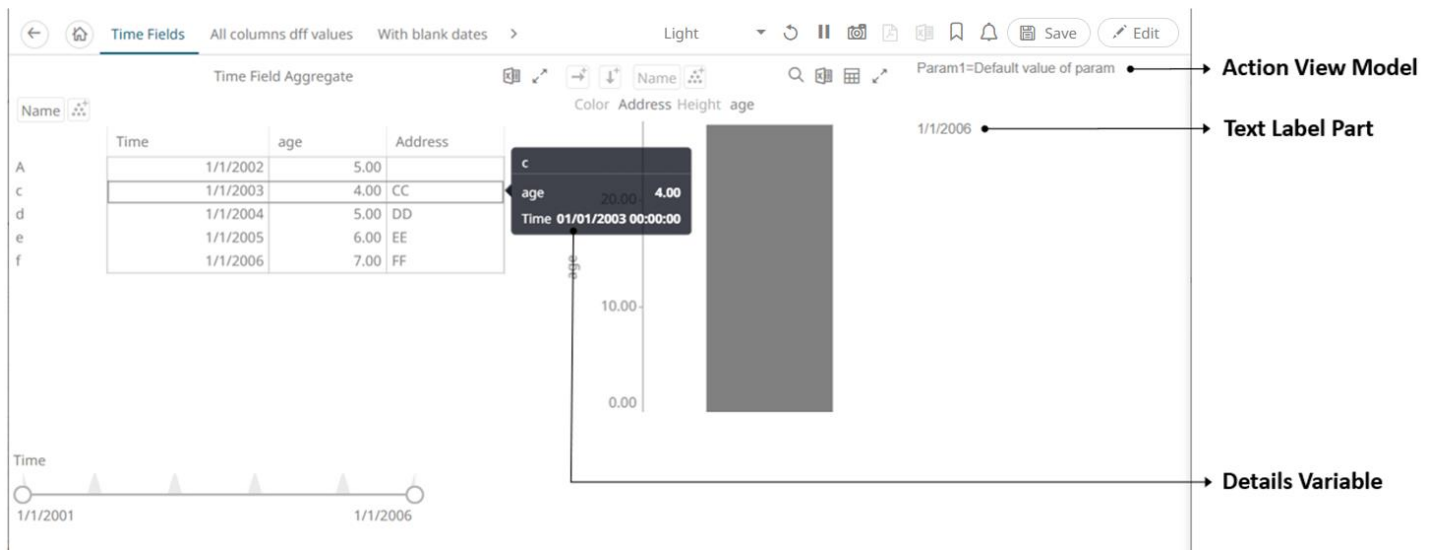 Time Fields All columns dff values With blank dates > Light Save Edit
Time Field Aggregate Name Param1=Default value of param Action View Model
Color Address Height age
Name
1/1/2006 Text Label Part
Time age Address
A 1/1/2002 5.00
c 1/1/2003 4.00 CC
d 1/1/2004 5.00 DD
e 1/1/2005 6.00 EE
f 1/1/2006 7.00 FF
c
age 4.00
Time 01/01/2003 00:00:00
20.00
age
10.00
0.00
Time
Details Variable
1/1/2001 1/1/2006